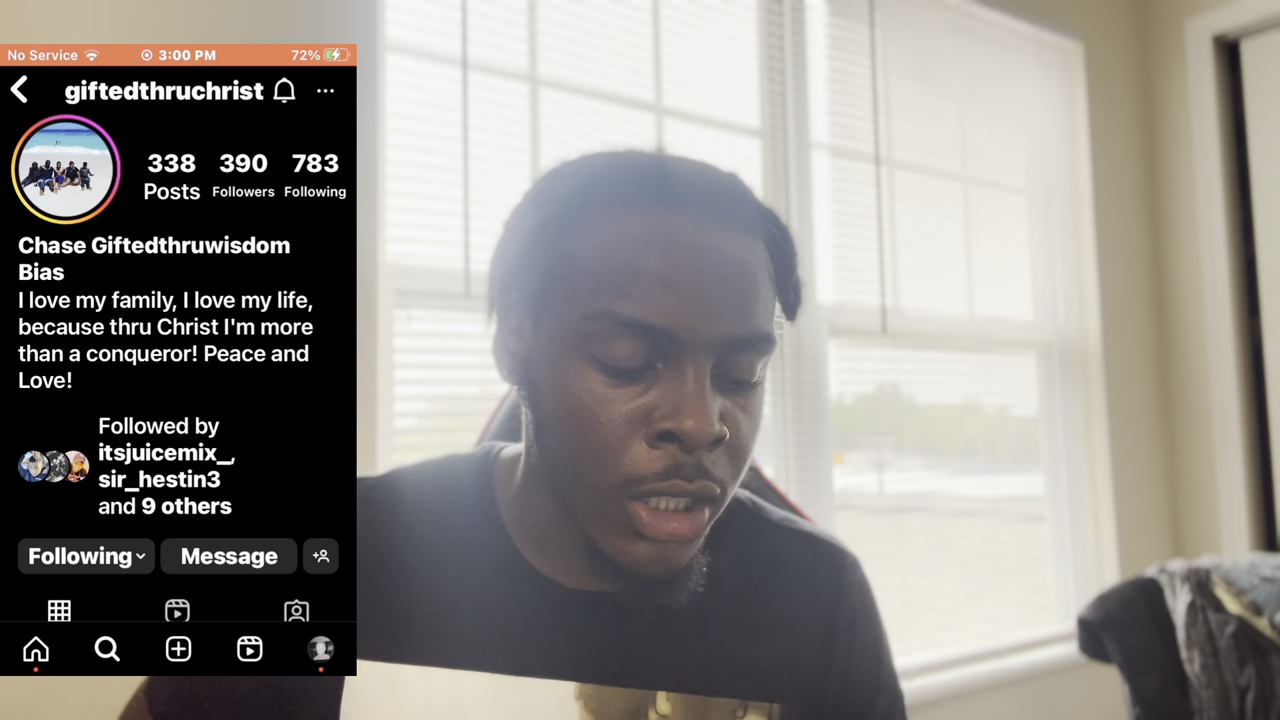 No Service 3:00 PM 72%
giftedthruchrist
338 390 783
Posts Followers Following
Chase Giftedthruwisdom
Bias
I love my family, I love my life,
because thru Christ I'm more
than a conqueror! Peace and
Love!
Followed by
itsjuicemix_,
sir_hestin3
and 9 others
Following Message